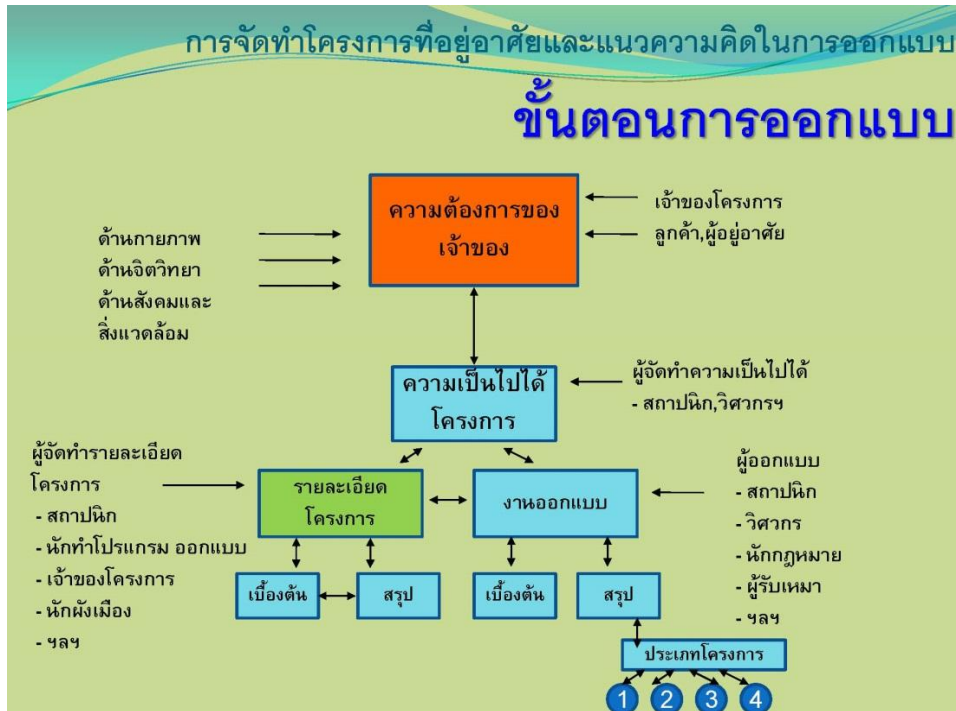 การจัดทำโครงการที่อยู่อาศัยและแนวความคิดในการออกแบบ
ขั้นตอนการออกแบบ
ความต้องการของ
เจ้าของ
เจ้าของโครงการ
ลูกค้า,ผู้อยู่อาศัย
ด้านกายภาพ
ด้านจิตวิทยา
ด้านสังคมและ
สิ่งแวดล้อม
ความเป็นไปได้
โครงการ
ผู้จัดทำความเป็นไปได้
- สถาปนิก,วิศวกรฯ
ผู้จัดทำรายละเอียด
โครงการ
- สถาปนิก
- นักทำโปรแกรม ออกแบบ
- เจ้าของโครงการ
- นักผังเมือง
- ฯลฯ
รายละเอียด
โครงการ
งานออกแบบ
ผู้ออกแบบ
- สถาปนิก
- วิศวกร
- นักกฎหมาย
- ผู้รับเหมา
- ฯลฯ
เบื้องต้น
สรุป
เบื้องต้น
สรุป
ประเภทโครงการ
1 2 3 4